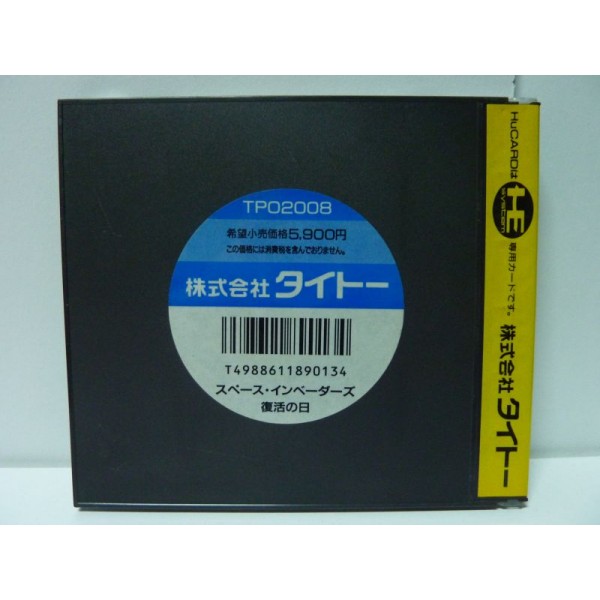 TP02008
希望小売価格5,900円
この価格には消費税を含んでおりません。
株式会社 タイトー
T4988611890134
スペース・インベーダーズ
復活の日
HuCARDは
HE
SYSTEM
専用カードです。
株式会社 タイトー